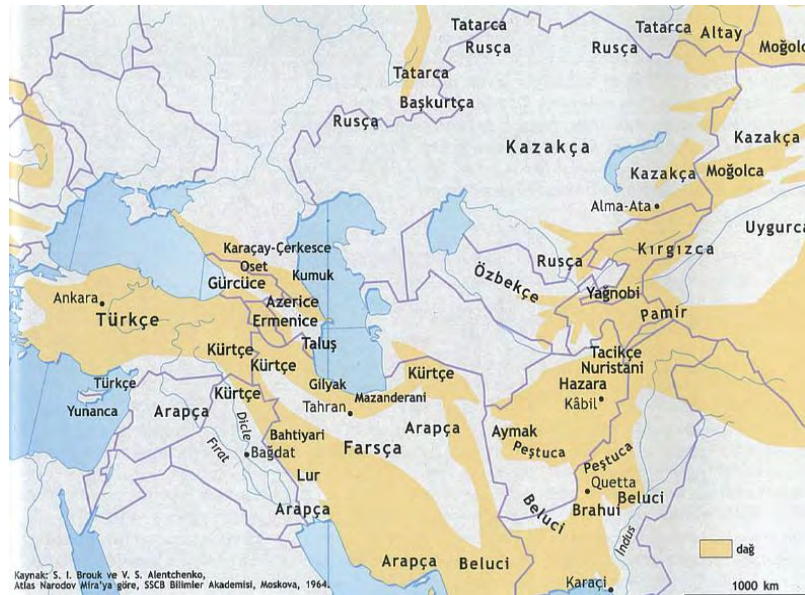 Tatarca
Rusça
Rusça
Tatarca
Altay
Moğolc
Tatarca
Başkurtça
Rusça
Kazakça
Kazakça
Kazakça
Moğolca
Alma-Ata
Uygurca
Karaçay-Çerkesce
Oset
Kumuk
Gürcüce
Rusça
Kırgızca
Özbekçe
Yağnobi
Azerice
Ermenice
Ankara
Türkçe
Pamir
Taluş
Kürtçe
Kürtçe
Kürtçe
Tacikçe
Nuristani
Gilyak
Mazenderani
Hazara
Türkçe
Kürtçe
Yunanca
Arapça
Tahran
Kâbil
Dicle
Fırat
Bağdat
Bahtiyari
Farsça
Arapça
Aymak
Peştuca
Peştuca
Lur
Quetta
Beluci
Beluci
Brahui
Arapça
Indus
Arapça
Beluci
dağ
Karaçi
1000 km
Kaynak: S. I. Brouk ve V. S. Alentchenko,
Atlas Narodov Mira'ya göre, SSCB Bilimler Akademisi, Moskova, 1964.